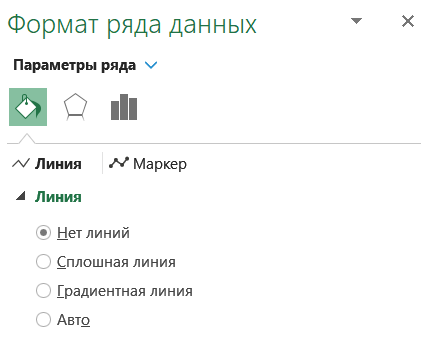 Формат ряда данных
Параметры ряда
Линия Маркер
Линия
Нет линий
Сплошная линия
Градиентная линия
Авто